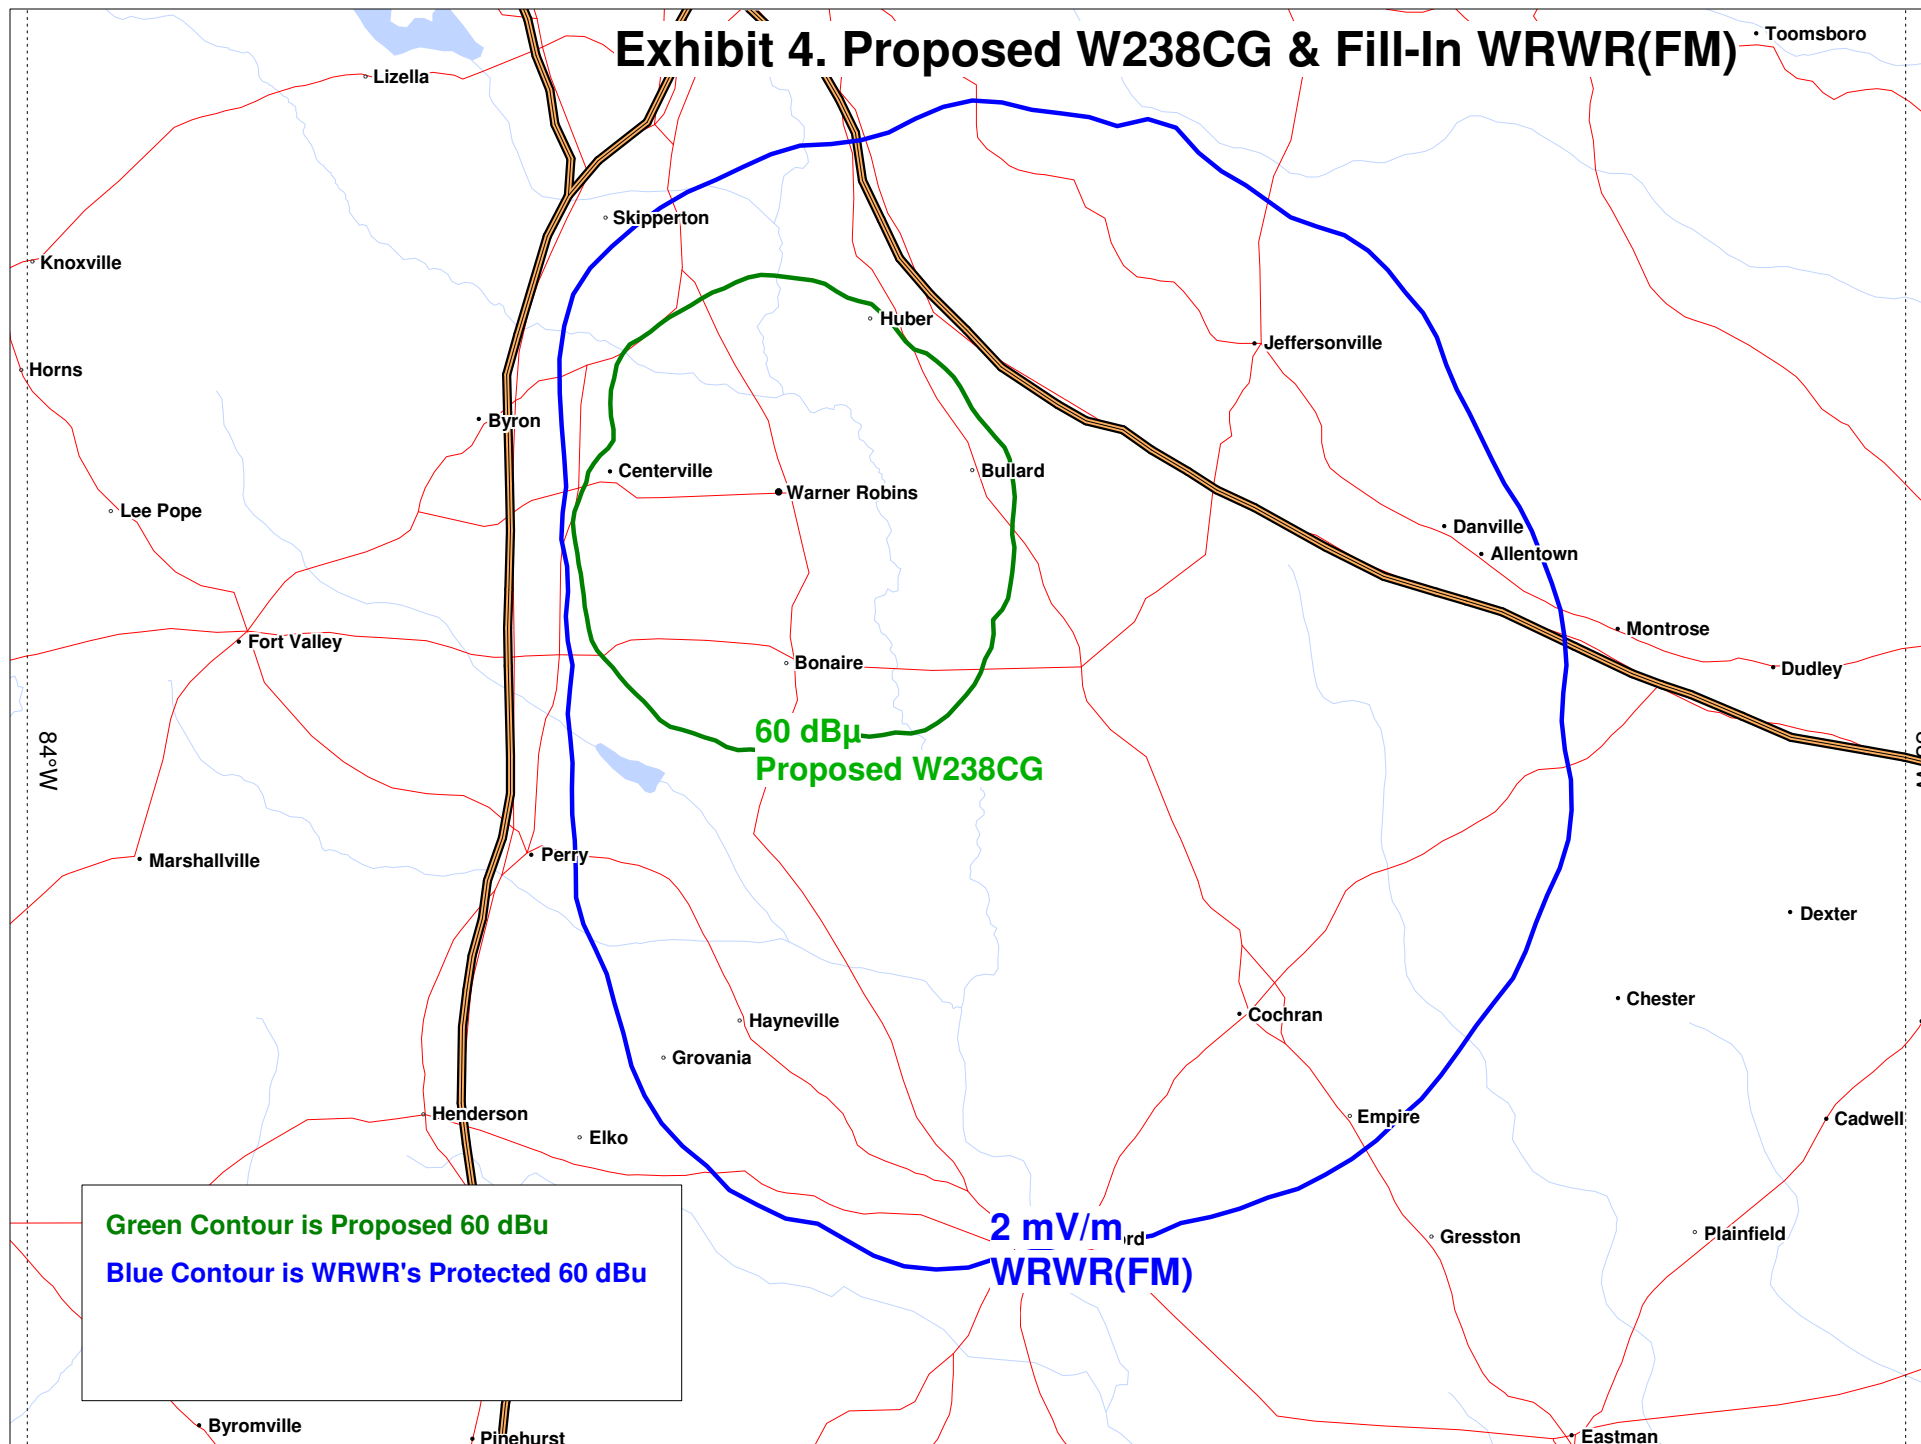 Exhibit 4. Proposed W238CG & Fill-In WRWR(FM)
Toomsboro
Lizella
Skipperton
Knoxville
Huber
Jeffersonville
Horns
Byron
Centerville
Bullard
Warner Robins
Lee Pope
Danville
Allentown
Montrose
Fort Valley
Bonaire
Dudley
60 dBµ
Proposed W238CG
84°W
Perry
Marshallville
Dexter
Chester
Hayneville
Cochran
Grovania
Henderson
Empire
Cadwell
Elko
Green Contour is Proposed 60 dBu
2 mV/m
rd
Gresston
Plainfield
Blue Contour is WRWR's Protected 60 dBu
WRWR(FM)
Byromville
Pinehurst
Eastman